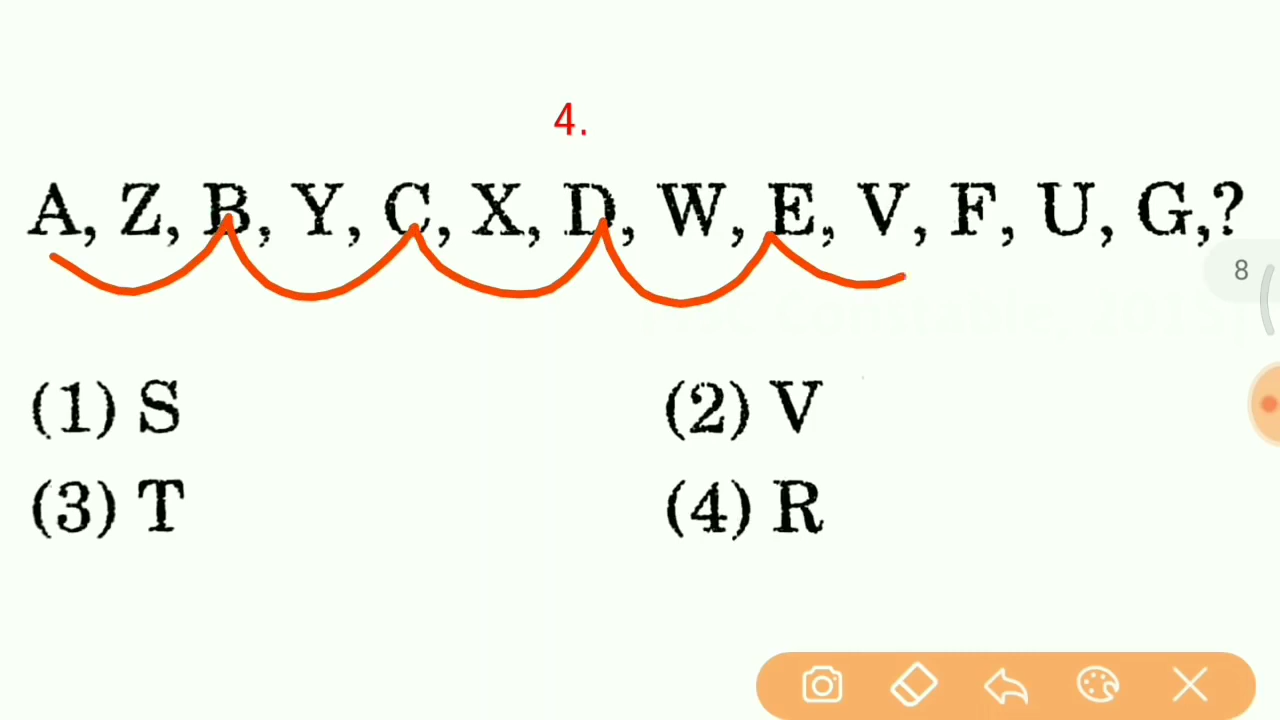 4.
A, Z, B, Y, C, X, D, W, E, V, F, U, G,?
8
(1) S (2) V
(3) T (4) R